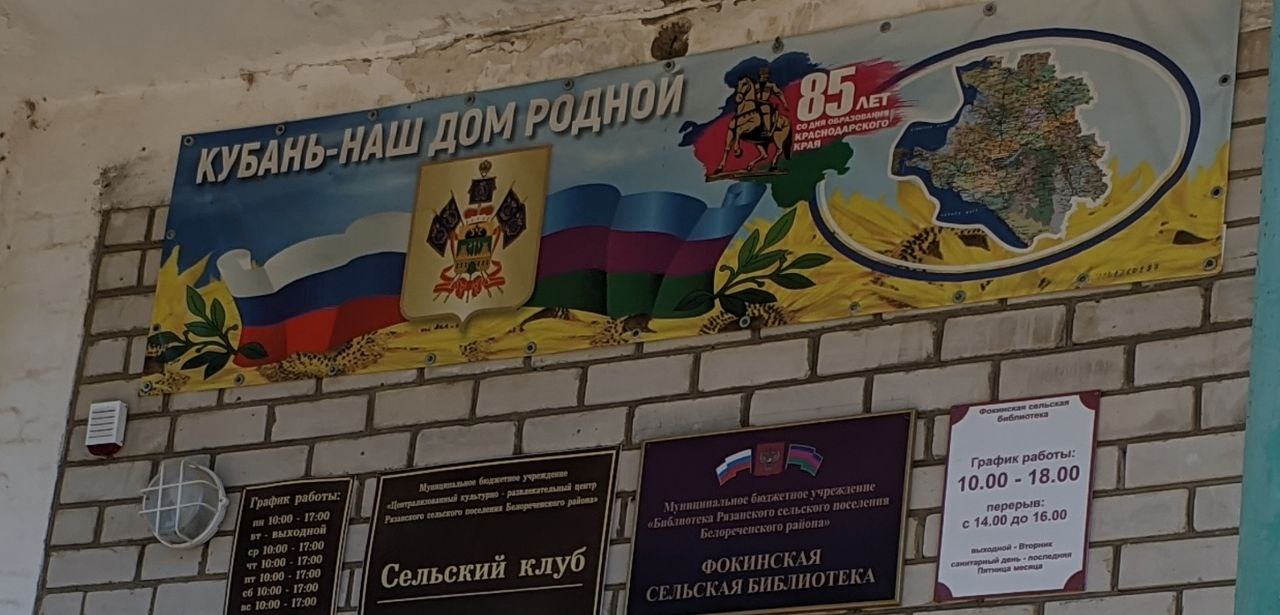 КУБАНЬ-НАШ ДОМ РОДНОЙ
85 ЛЕТ
СО ДНЯ ОБРАЗОВАНИЯ
КРАСНОДАРСКОГО
КРАЯ
График работы:
пн 10:00 - 17:00
вт - выходной
ср 10:00 - 17:00
чт 10:00 - 17:00
пт 10:00 - 17:00
сб 10:00 - 17:00
вс 10:00 - 17:00
Муниципальное бюджетное учреждение
«Централизованный культурно - развлекательный центр
Рязанского сельского поселения Белореченского района»
Сельский клуб
Муниципальное бюджетное учреждение
«Библиотека Рязанского сельского поселения
Белореченского района»
ФОКИНСКАЯ
СЕЛЬСКАЯ БИБЛИОТЕКА
Фокинская сельская
библиотека
График работы:
10.00 - 18.00
перерыв:
с 14.00 до 16.00
выходной - Вторник
санитарный день - последняя
Пятница месяца